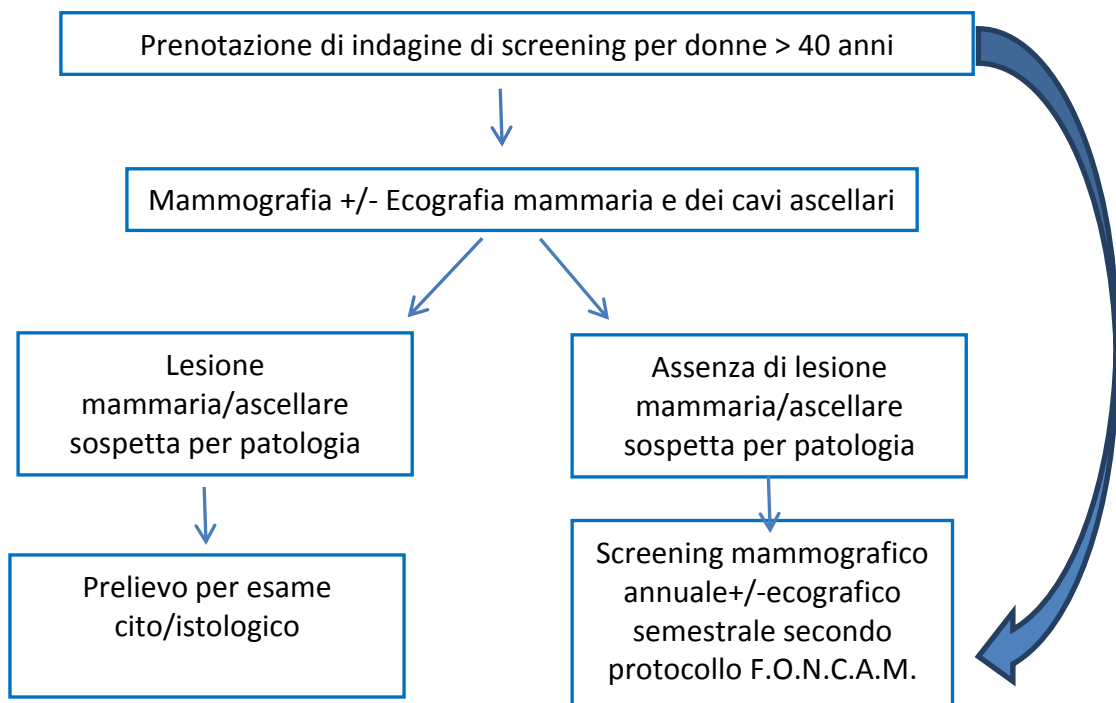 Prenotazione di indagine di screening per donne > 40 anni
Mammografia +/- Ecografia mammaria e dei cavi ascellari
Lesione
mammaria/ascellare
sospetta per patologia
Assenza di lesione
mammaria/ascellare
sospetta per patologia
Prelievo per esame
cito/istologico
Screening mammografico
annuale+/-ecografico
semestrale secondo
protocollo F.O.N.C.A.M.